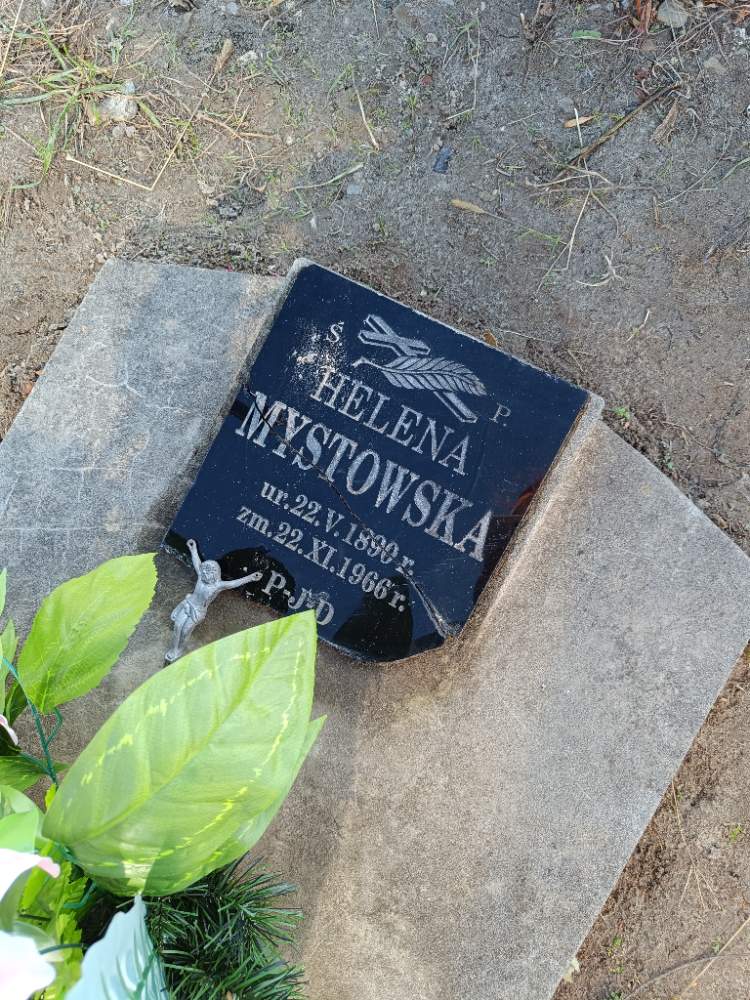 Ś P
HELENA
MYSTOWSKA
ur.22.V.1890 r.
zm.22.XI.1966 r.
P-J-D